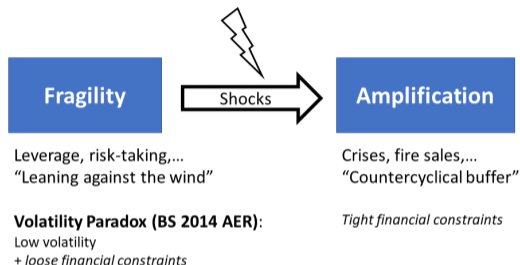 Fragility
Shocks
Amplification
Leverage, risk-taking,...
"Leaning against the wind"
Crises, fire sales,...
"Countercyclical buffer"
Volatility Paradox (BS 2014 AER):
Low volatility
+ loose financial constraints
Tight financial constraints